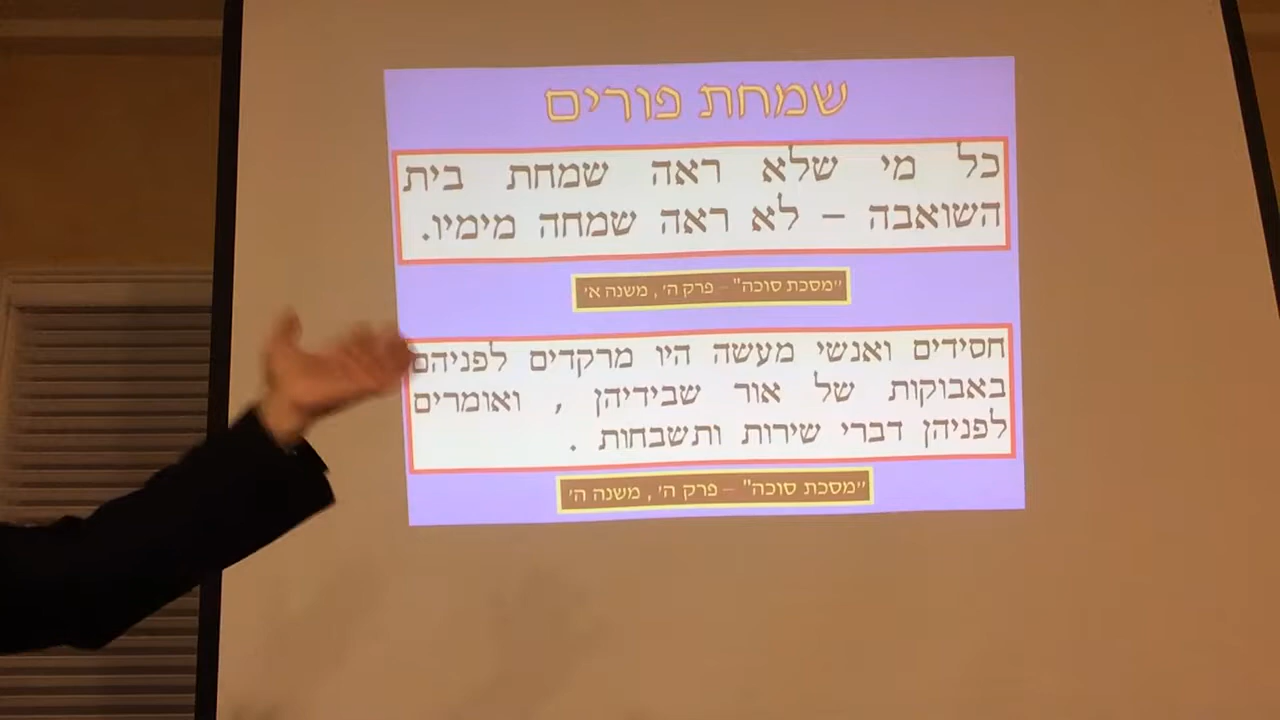 שמחת פורים
כל מי שלא ראה שמחת בית
השואבה – לא ראה שמחה מימיו.
"מסכת סוכה" – פרק ה׳, משנה א׳
חסידים ואנשי מעשה היו מרקדים לפניהם
באבוקות של אור שבידיהן , ואומרים
לפניהן דברי שירות ותשבחות .
"מסכת סוכה" – פרק ה׳, משנה ה׳